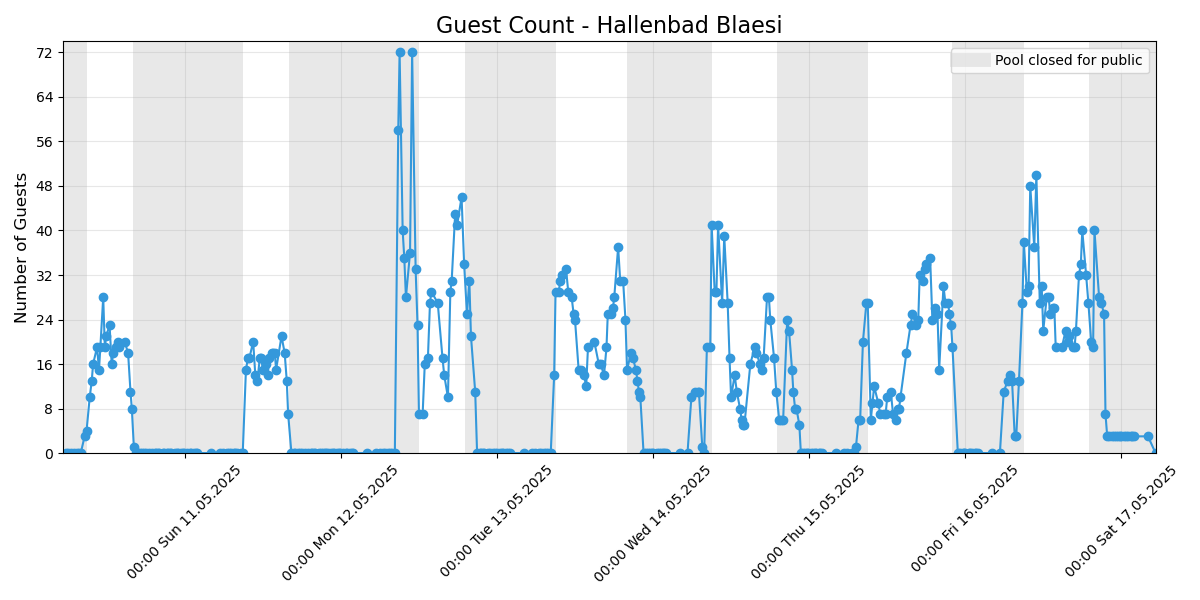 Guest Count - Hallenbad Blaesi
Pool closed for public
Number of Guests
72
64
56
48
40
32
24
16
8
0
00:00 Sun 11.05.2025
00:00 Mon 12.05.2025
00:00 Tue 13.05.2025
00:00 Wed 14.05.2025
00:00 Thu 15.05.2025
00:00 Fri 16.05.2025
00:00 Sat 17.05.2025